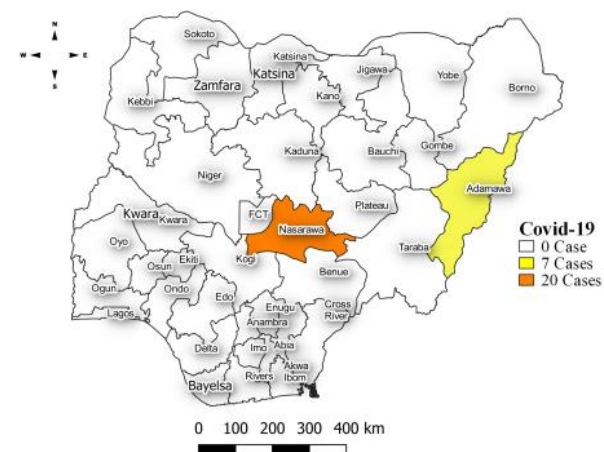 N
W E
S
Sokoto
Katsina
Zamfara
Katsina
Jigawa
Yobe
Borno
Kebbi
Kano
Kaduna
Bauchi
Gombe
Niger
Adamawa
FCT
Nasarawa
Plateau
Kwara
Kwara
Taraba
Oyo
Kogi
Benue
Osun
Ekiti
Ogun
Ondo
Edo
Lagos
Enugu
Anambra
Cross
River
Delta
Imo
Abia
Bayelsa
Rivers
Akwa
Ibom
Covid-19
0 Case
7 Cases
20 Cases
0 100 200 300 400 km